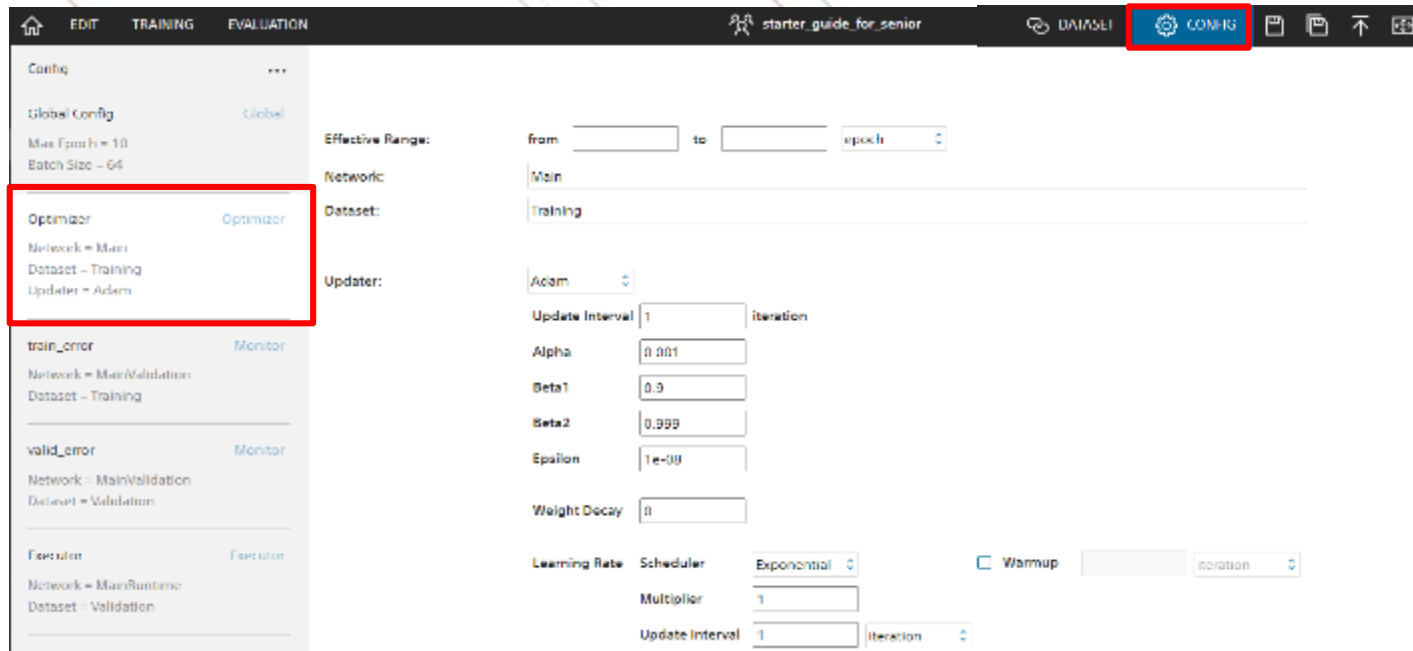 EDIT TRAINING EVALUATION starter_guide_for_senior DATASET CONFIG
Config ...
Global Config Global
Max Epoch = 10
Batch Size = 64
Optimizer Optimizer
Network = Main
Dataset = Training
Updater = Adam
train_error Monitor
Network = MainValidation
Dataset = Training
valid_error Monitor
Network = MainValidation
Dataset = Validation
Executor Executor
Network = MainRuntime
Dataset = Validation
Effective Range: from to epoch
Network: Main
Dataset: Training
Updater: Adam
Update Interval 1 iteration
Alpha 0.001
Beta1 0.9
Beta2 0.999
Epsilon 1e-08
Weight Decay 0
Learning Rate Scheduler Exponential Warmup iteration
Multiplier 1
Update Interval 1 iteration